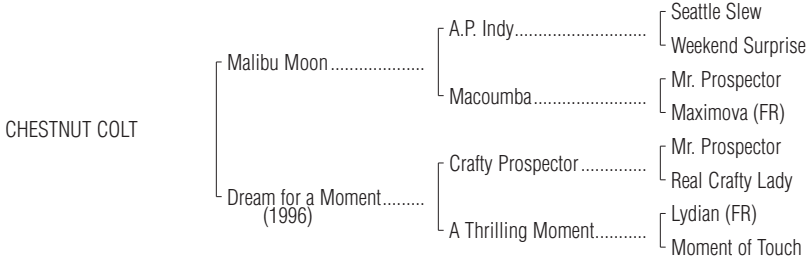 Seattle Slew
A.P. Indy..........................
Weekend Surprise
Malibu Moon ....................
Mr. Prospector
Macoumba........................
Maximova (FR)
CHESTNUT COLT
Mr. Prospector
Crafty Prospector ..............
Real Crafty Lady
Dream for a Moment.........
(1996)
Lydian (FR)
A Thrilling Moment...........
Moment of Touch